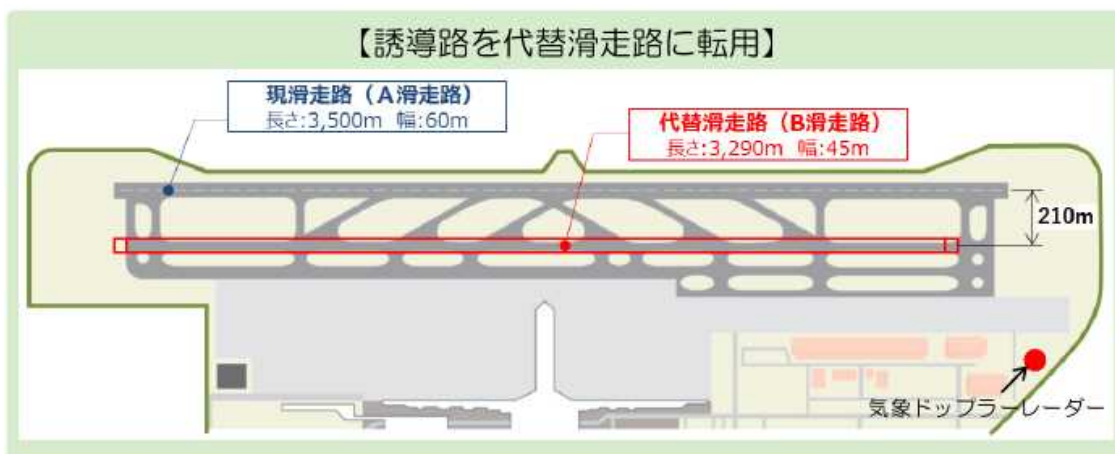 【誘導路を代替滑走路に転用】
現滑走路（A滑走路）
長さ:3,500m 幅:60m
代替滑走路（B滑走路）
長さ:3,290m 幅:45m
210m
気象ドップラーレーダー